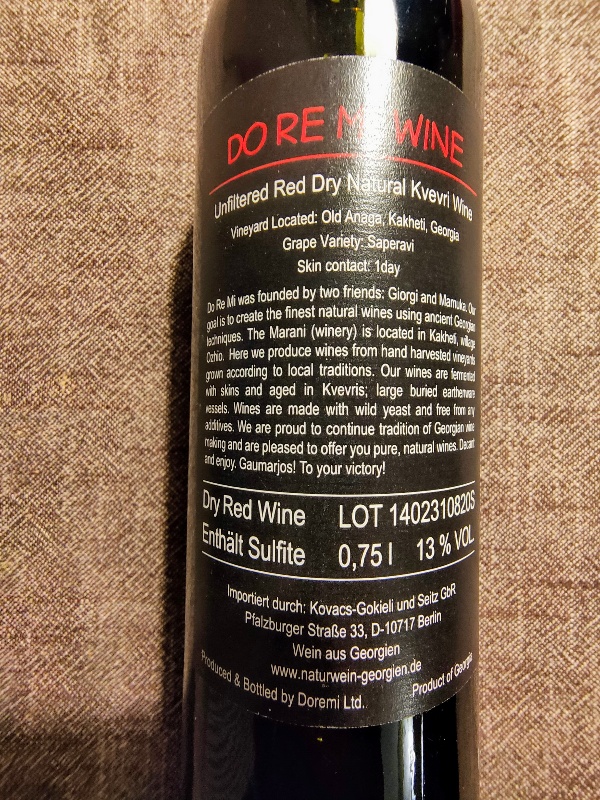 DO RE MI WINE
Unfiltered Red Dry Natural Kvevri Wine
Vineyard Located: Old Anaga, Kakheti, Georgia
Grape Variety: Saperavi
Skin contact: 1day
Do Re Mi was founded by two friends: Giorgi and Mamuka. Our
goal is to create the finest natural wines using ancient Georgian
techniques. The Marani (winery) is located in Kakheti, village
Ozhio. Here we produce wines from hand harvested vineyards
grown according to local traditions. Our wines are fermented
with skins and aged in Kvevris; large buried earthenware
vessels. Wines are made with wild yeast and free from any
additives. We are proud to continue tradition of Georgian wine
making and are pleased to offer you pure, natural wines. Decant
and enjoy. Gaumarjos! To your victory!
Dry Red Wine LOT 1402310820S
Enthält Sulfite 0,75 l 13 % VOL
Importiert durch: Kovacs-Gokieli und Seitz GbR
Pfalzburger Straße 33, D-10717 Berlin
Wein aus Georgien
www.naturwein-georgien.de
Produced & Bottled by Doremi Ltd. Product of Georgia